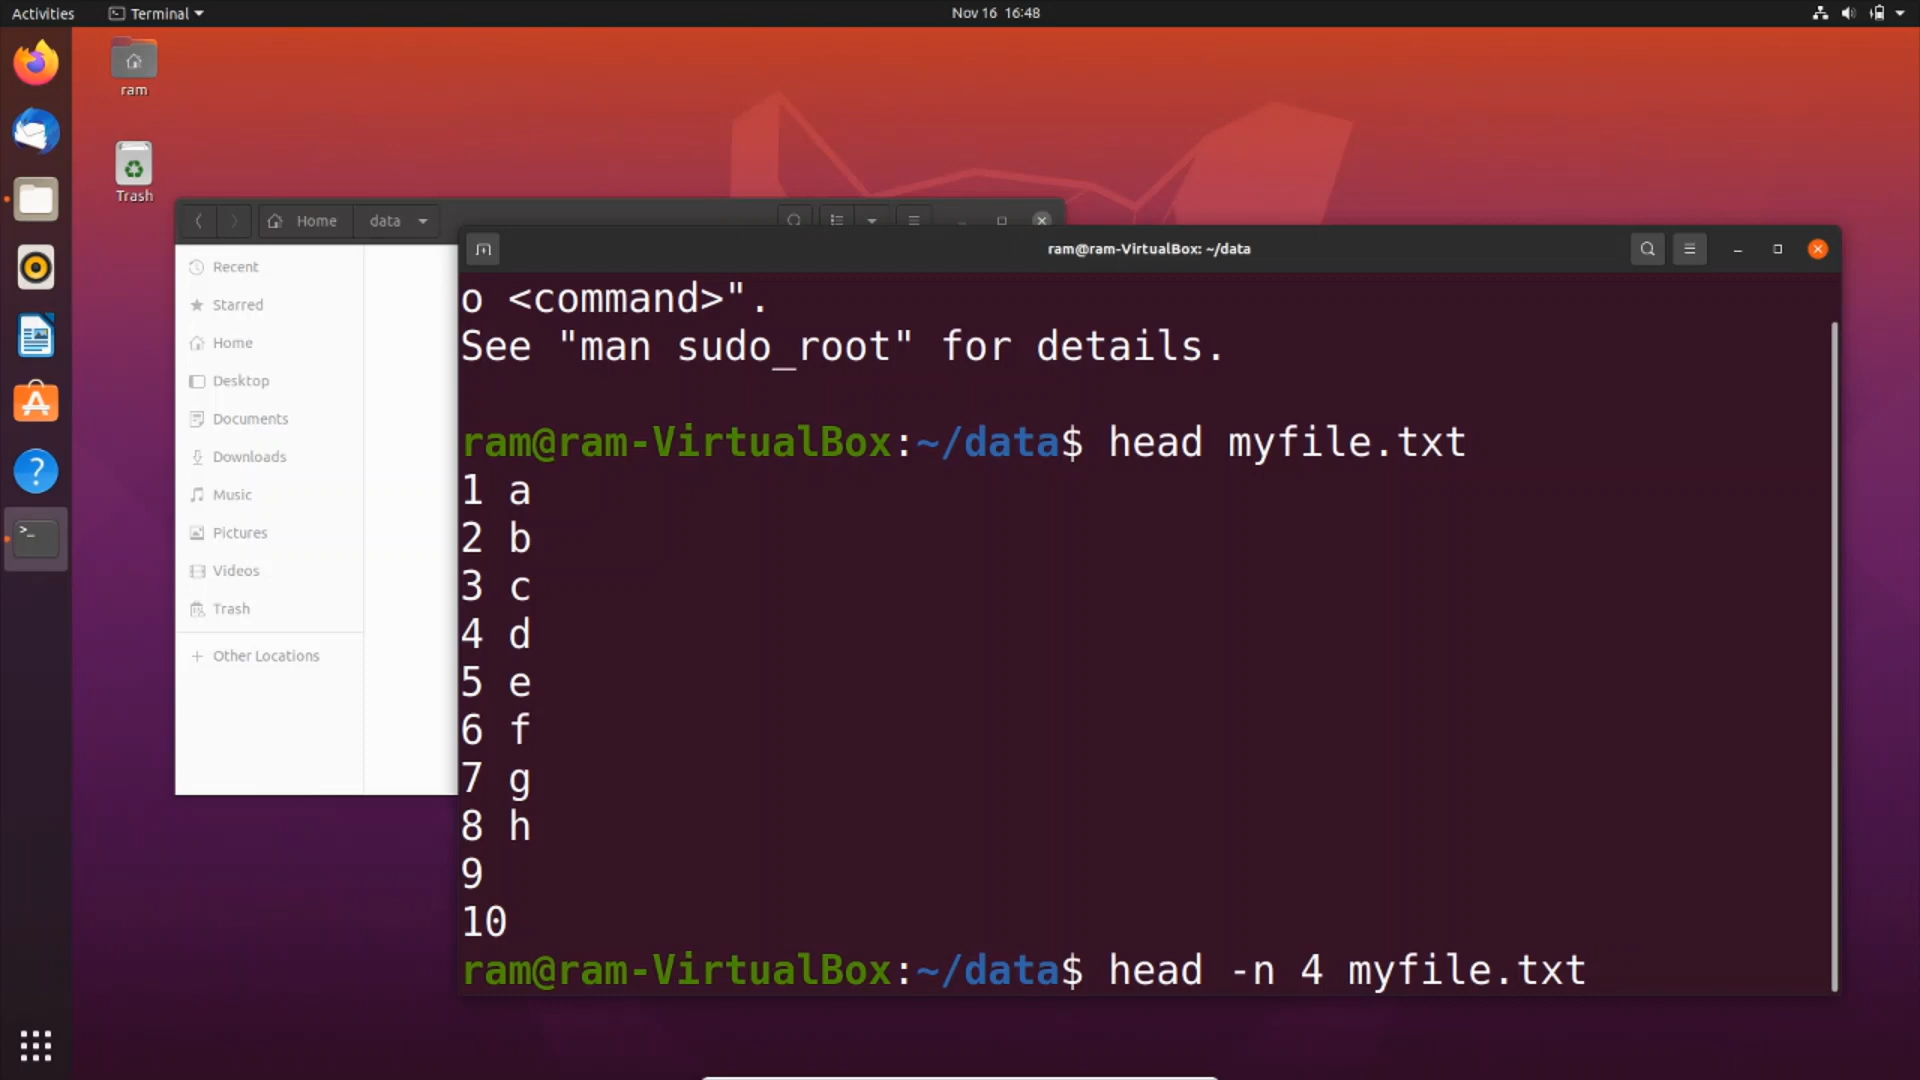 Activities
Terminal
Nov 16 16:48
ram
Trash
Home
data
Recent
Starred
Home
Desktop
Documents
Downloads
Music
Pictures
Videos
Trash
Other Locations
ram@ram-VirtualBox: ~/data
o <command>".
See "man sudo_root" for details.
ram@ram-VirtualBox:~/data$ head myfile.txt
1 a
2 b
3 c
4 d
5 e
6 f
7 g
8 h
9
10
ram@ram-VirtualBox:~/data$ head -n 4 myfile.txt